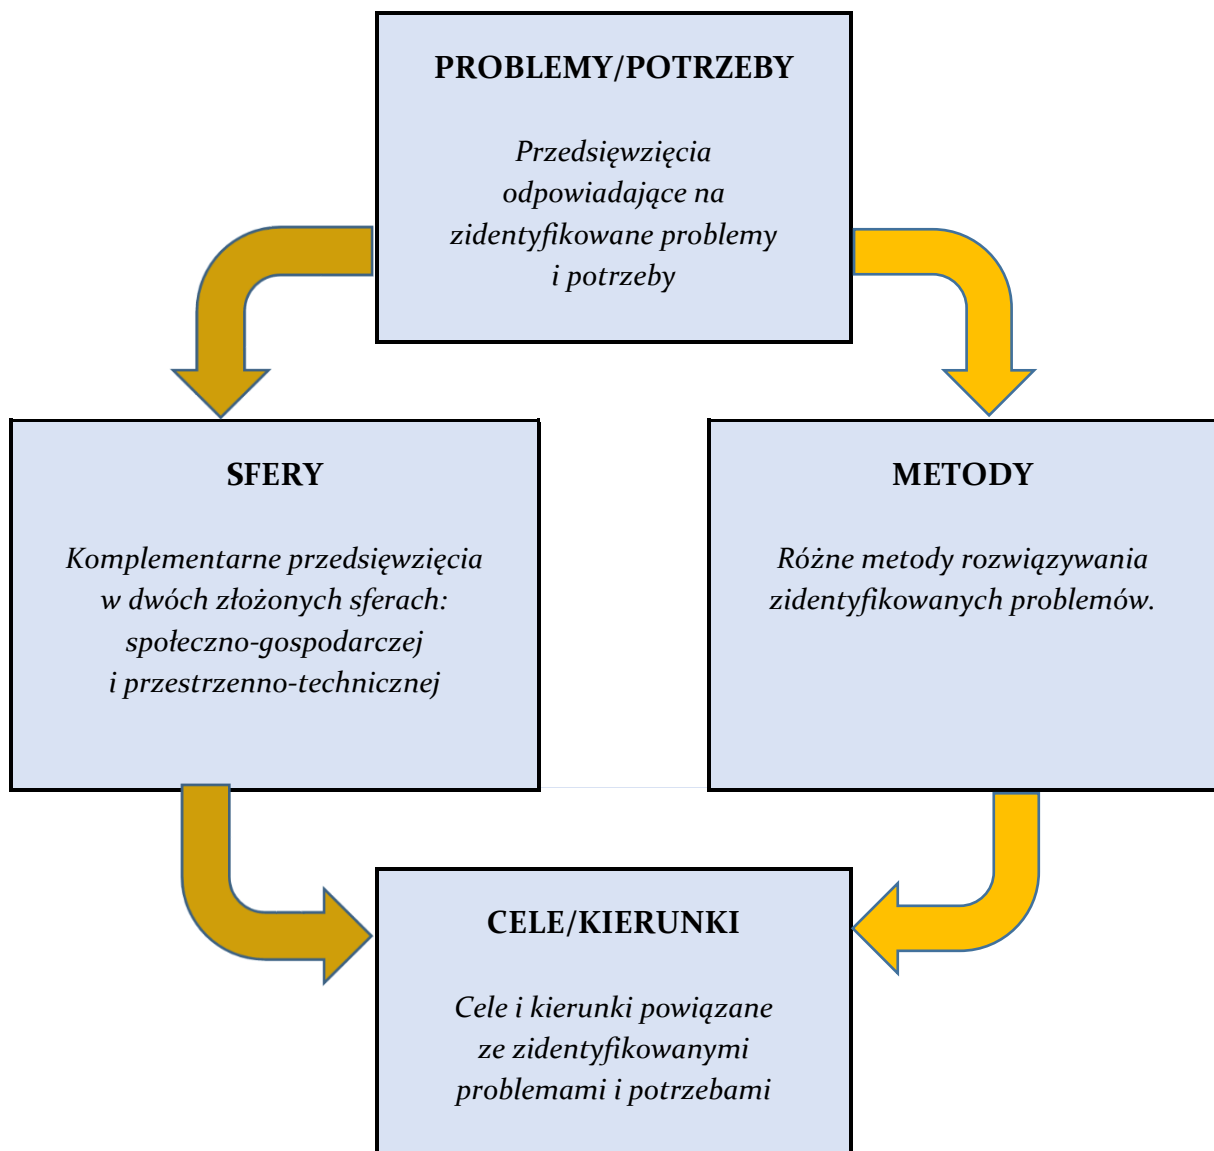 PROBLEMY/POTRZEBY
Przedsięwzięcia
odpowiadające na
zidentyfikowane problemy
i potrzeby
SFERY
Komplementarne przedsięwzięcia
w dwóch złożonych sferach:
społeczno-gospodarczej
i przestrzenno-technicznej
METODY
Różne metody rozwiązywania
zidentyfikowanych problemów.
CELE/KIERUNKI
Cele i kierunki powiązane
ze zidentyfikowanymi
problemami i potrzebami